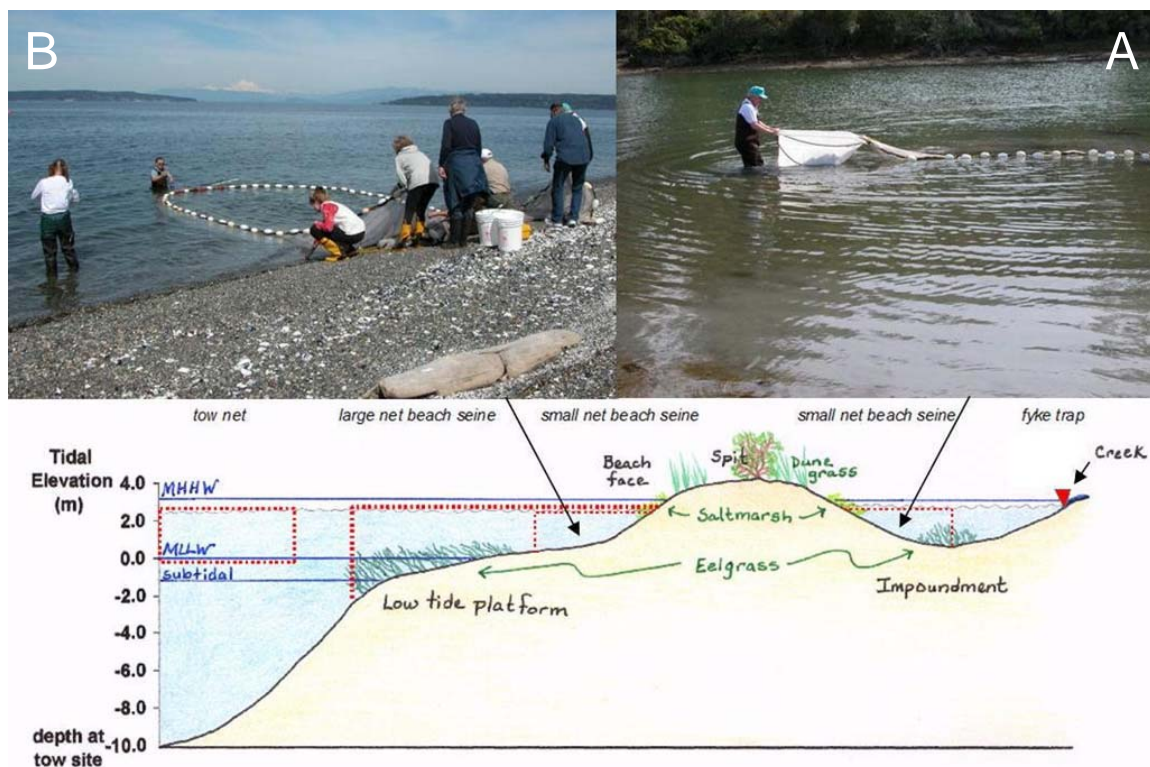 B
A
tow net
large net beach seine
small net beach seine
small net beach seine
fyke trap
Tidal
Elevation
(m)
4.0
2.0
0.0
-2.0
-4.0
-6.0
-8.0
-10.0
depth at
tow site
MHHW
MLLW
subtidal
Beach
face
Spit
Dune
grass
Creek
Saltmarsh
Eelgrass
Impoundment
Low tide platform